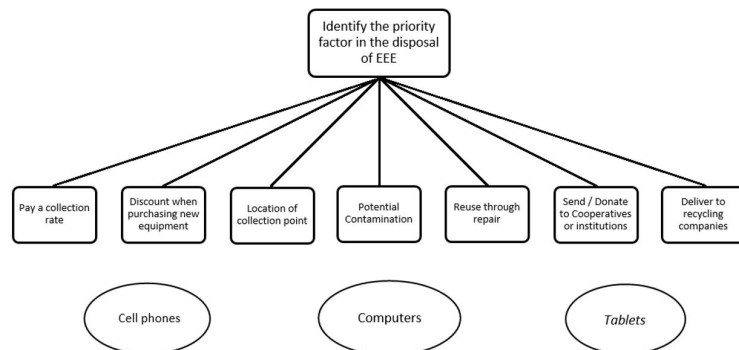 Identify the priority
factor in the disposal
of EEE
Pay a collection
rate
Discount when
purchasing new
equipment
Location of
collection point
Potential
Contamination
Reuse through
repair
Send / Donate
to Cooperatives
or institutions
Deliver to
recycling
companies
Cell phones
Computers
Tablets